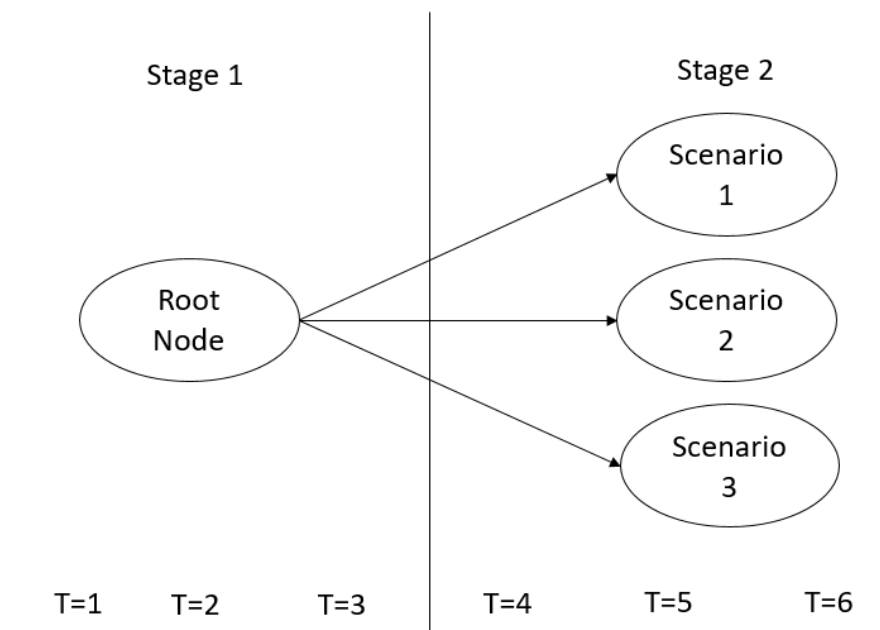 Stage 1
Stage 2
Scenario
1
Root
Node
Scenario
2
Scenario
3
T=1 T=2 T=3 T=4 T=5 T=6